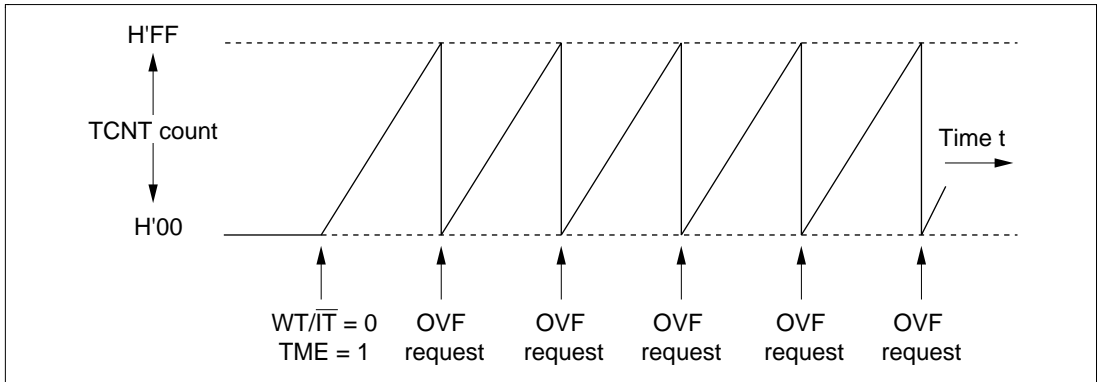 H'FF
TCNT count
Time t
H'00
WT/I̅T̅ = 0
TME = 1
OVF
request
OVF
request
OVF
request
OVF
request
OVF
request